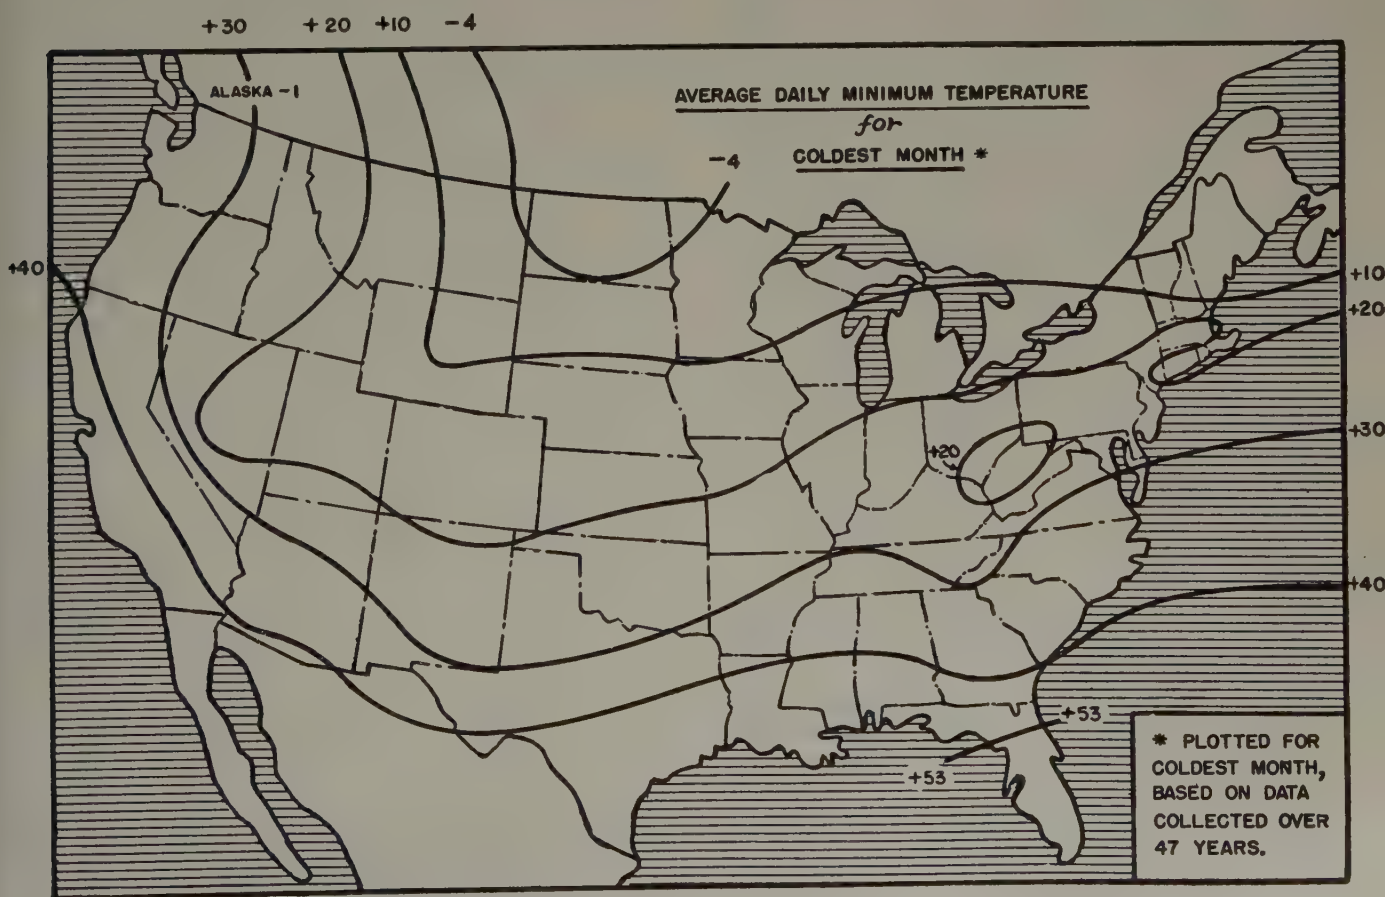 +30 +20 +10 -4
ALASKA -1
AVERAGE DAILY MINIMUM TEMPERATURE
for
COLDEST MONTH *
-4
+40
+10
+20
+30
+20
+40
+53
+53
* PLOTTED FOR
COLDEST MONTH,
BASED ON DATA
COLLECTED OVER
47 YEARS.